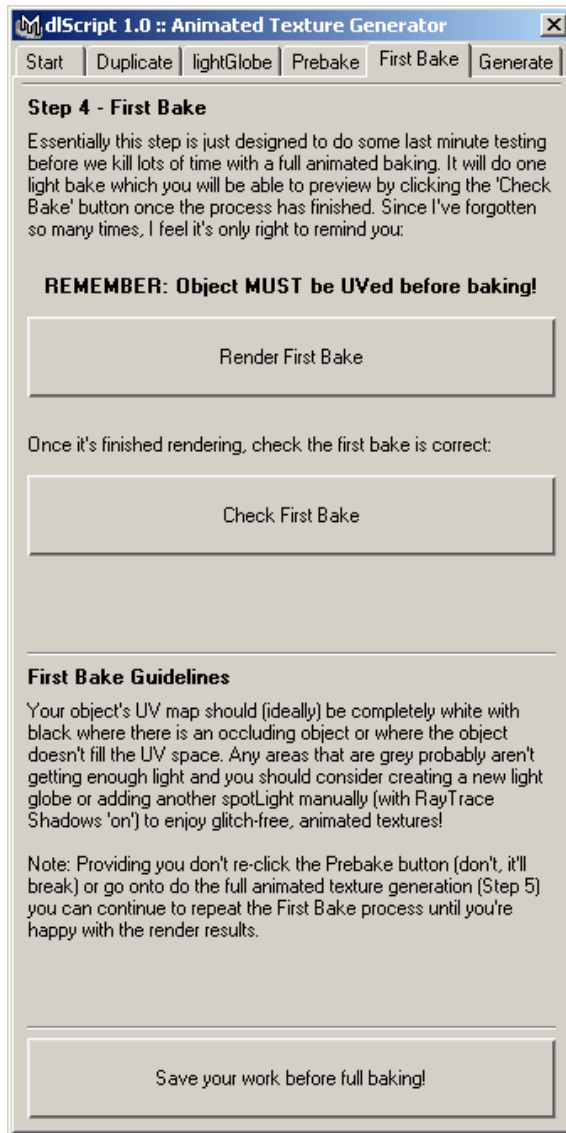 dlScript 1.0 :: Animated Texture Generator
Start Duplicate lightGlobe Prebake First Bake Generate
Step 4 - First Bake
Essentially this step is just designed to do some last minute testing
before we kill lots of time with a full animated baking. It will do one
light bake which you will be able to preview by clicking the 'Check
Bake' button once the process has finished. Since I've forgotten
so many times, I feel it's only right to remind you:
REMEMBER: Object MUST be UVed before baking!
Render First Bake
Once it's finished rendering, check the first bake is correct:
Check First Bake
First Bake Guidelines
Your object's UV map should (ideally) be completely white with
black where there is an occluding object or where the object
doesn't fill the UV space. Any areas that are grey probably aren't
getting enough light and you should consider creating a new light
globe or adding another spotLight manually (with RayTrace
Shadows 'on') to enjoy glitch-free, animated textures!
Note: Providing you don't re-click the Prebake button (don't, it'll
break) or go onto do the full animated texture generation (Step 5)
you can continue to repeat the First Bake process until you're
happy with the render results.
Save your work before full baking!